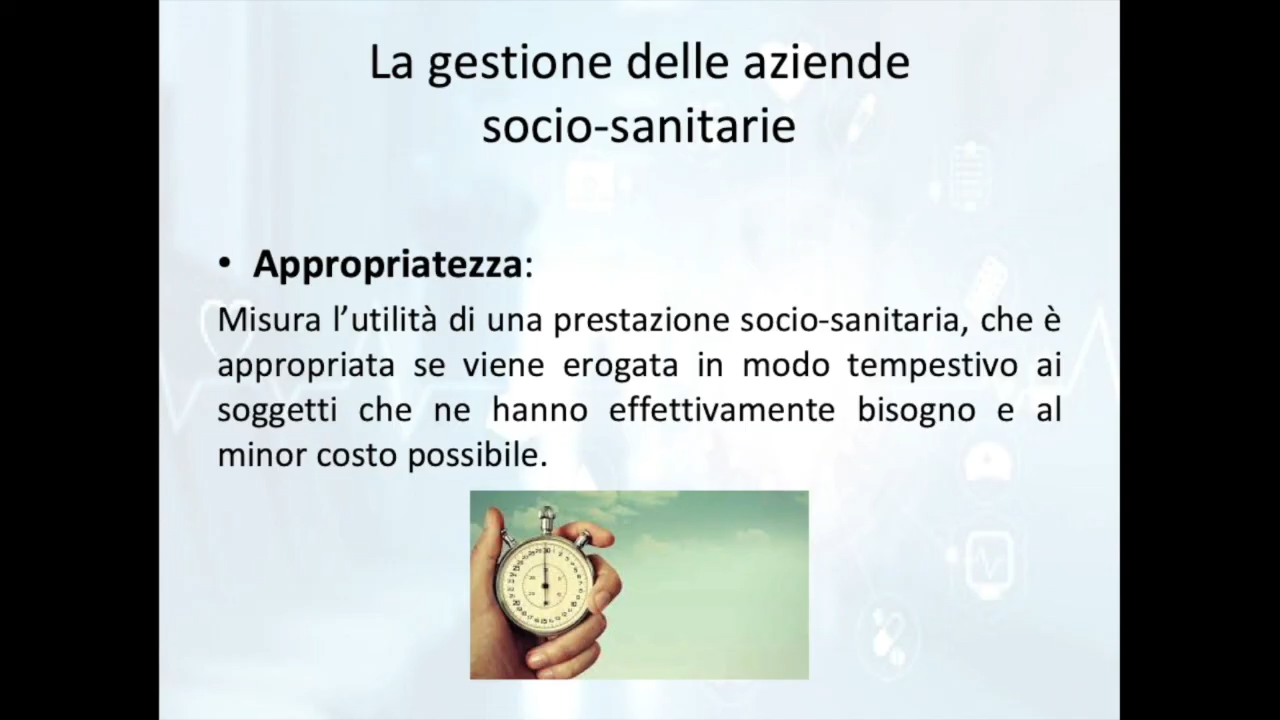 La gestione delle aziende
socio-sanitarie
• Appropriatezza:
Misura l’utilità di una prestazione socio-sanitaria, che è
appropriata se viene erogata in modo tempestivo ai
soggetti che ne hanno effettivamente bisogno e al
minor costo possibile.